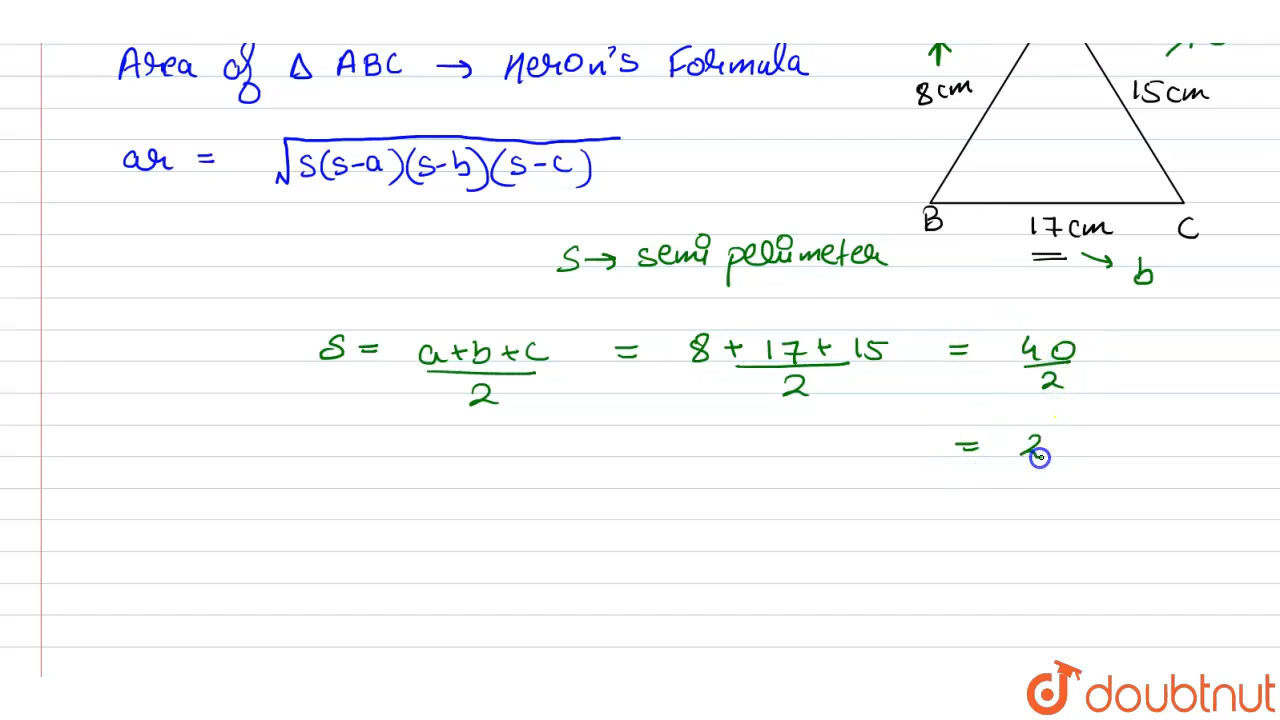 Area of Δ ABC → Heron's Formula
8cm
15cm
ar = √s(s-a)(s-b)(s-c)
B
17cm
C
s → semi perimeter
b
S = a+b+c/2 = 8+17+15/2 = 40/2
= 2
doubtnut